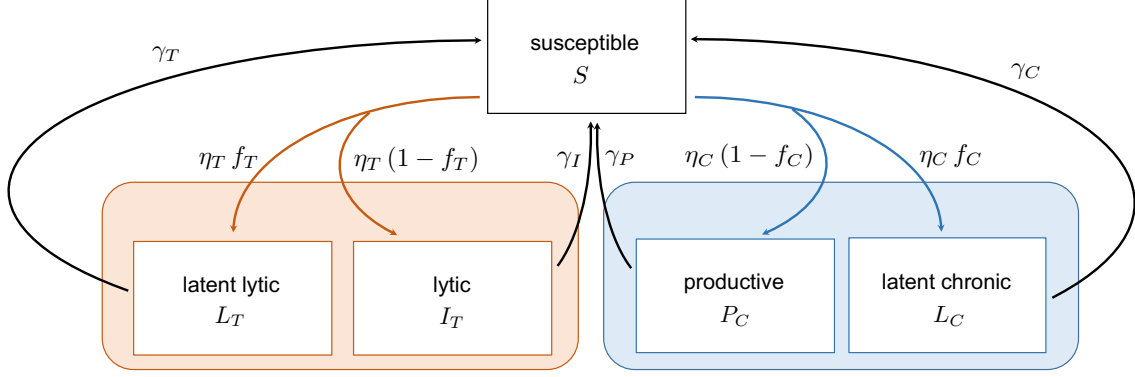 susceptible
S
γ_T
γ_C
η_T f_T
η_T (1 − f_T)
γ_I
γ_P
η_C (1 − f_C)
η_C f_C
latent lytic
L_T
lytic
I_T
productive
P_C
latent chronic
L_C